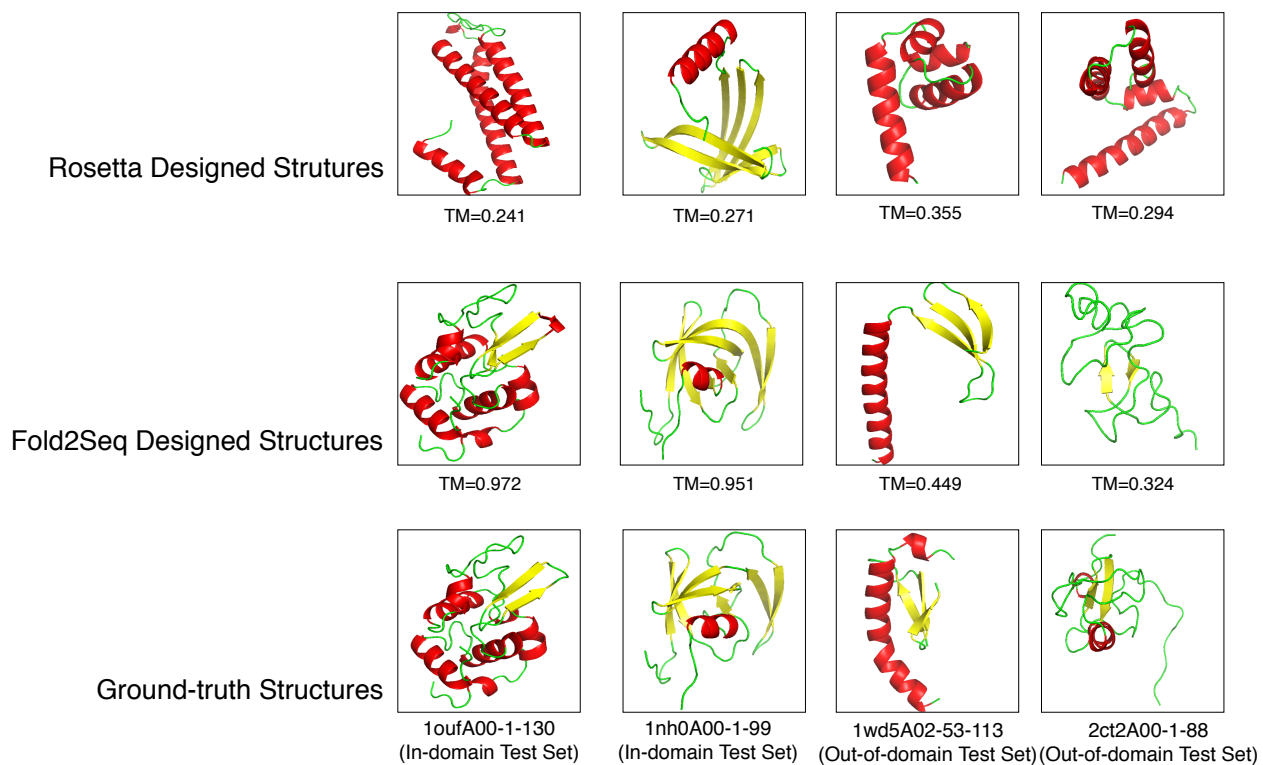 Rosetta Designed Strutures
TM=0.241
TM=0.271
TM=0.355
TM=0.294
Fold2Seq Designed Structures
TM=0.972
TM=0.951
TM=0.449
TM=0.324
Ground-truth Structures
1oufA00-1-130
(In-domain Test Set)
1nh0A00-1-99
(In-domain Test Set)
1wd5A02-53-113
(Out-of-domain Test Set)
2ct2A00-1-88
(Out-of-domain Test Set)